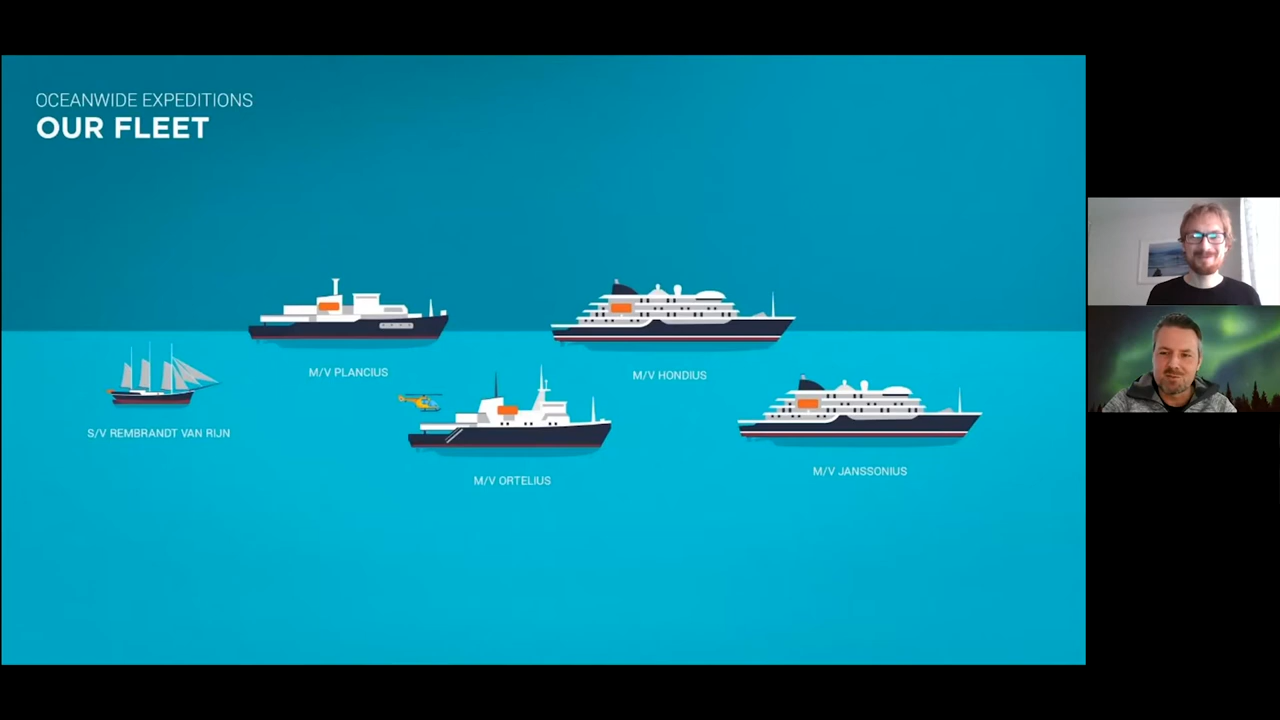 OCEANWIDE EXPEDITIONS
OUR FLEET
M/V PLANCIUS
M/V HONDIUS
S/V REMBRANDT VAN RIJN
M/V ORTELIUS
M/V JANSSONIUS